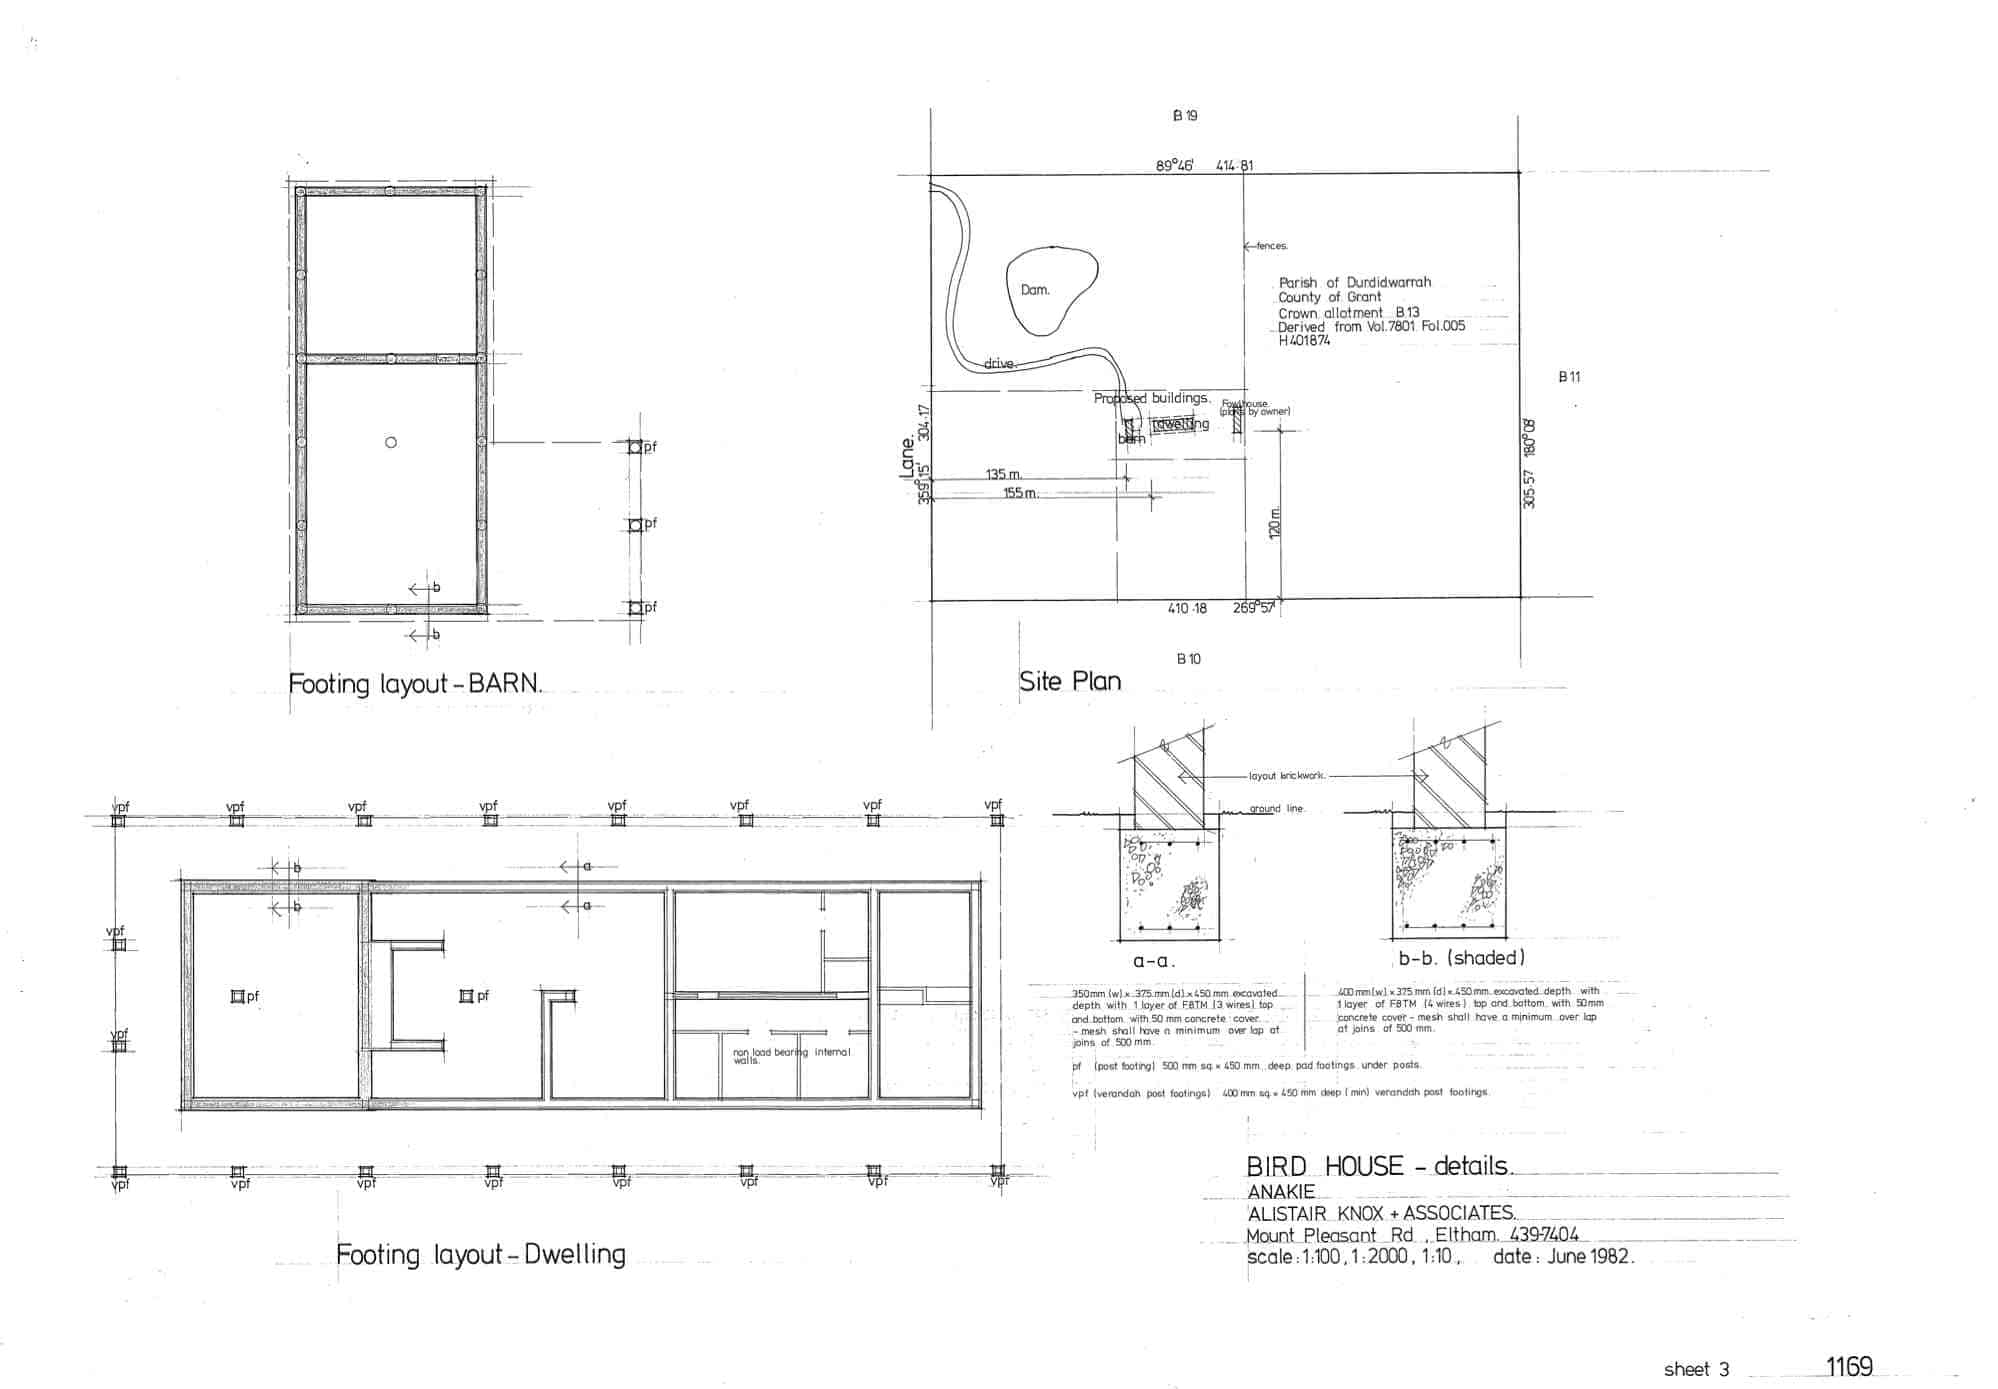 B 19
89°46' 414·81
fences.
Parish of Durdidwarrah
County of Grant
Crown allotment B 13
Derived from Vol. 7801 Fol. 005
H 401874
Dam.
drive.
B 11
Proposed buildings.
Fowlhouse.
(plans by owner)
dwelling
barn
Lane.
359° 15' 304·17
135 m.
155 m.
120 m.
305·57 180° 08'
410·18 269°57'
B 10
Site Plan
pf
pf
pf
b
b
Footing layout – BARN.
layout brickwork.
ground line.
a-a.
b-b. (shaded)
350mm (w) × 375 mm (d) × 450 mm excavated
depth with 1 layer of F8TM (3 wires) top
and bottom with 50 mm concrete cover
- mesh shall have a minimum over lap at
joins of 500 mm.
400 mm (w) × 375 mm (d) × 450 mm excavated depth with
1 layer of F8TM (4 wires) top and bottom with 50 mm
concrete cover - mesh shall have a minimum over lap
at joins of 500 mm.
pf (post footing) 500 mm sq. × 450 mm deep pad footings under posts.
vpf (verandah post footings) 400 mm sq. × 450 mm deep (min) verandah post footings.
vpf vpf vpf vpf vpf vpf vpf vpf
b a
b a
vpf
pf pf
vpf
non load bearing internal
walls.
vpf vpf vpf vpf vpf vpf vpf vpf
Footing layout – Dwelling
BIRD HOUSE – details.
ANAKIE
ALISTAIR KNOX + ASSOCIATES.
Mount Pleasant Rd , Eltham. 439-7404
scale : 1:100 , 1 : 2000 , 1:10 , date : June 1982.
sheet 3 1169